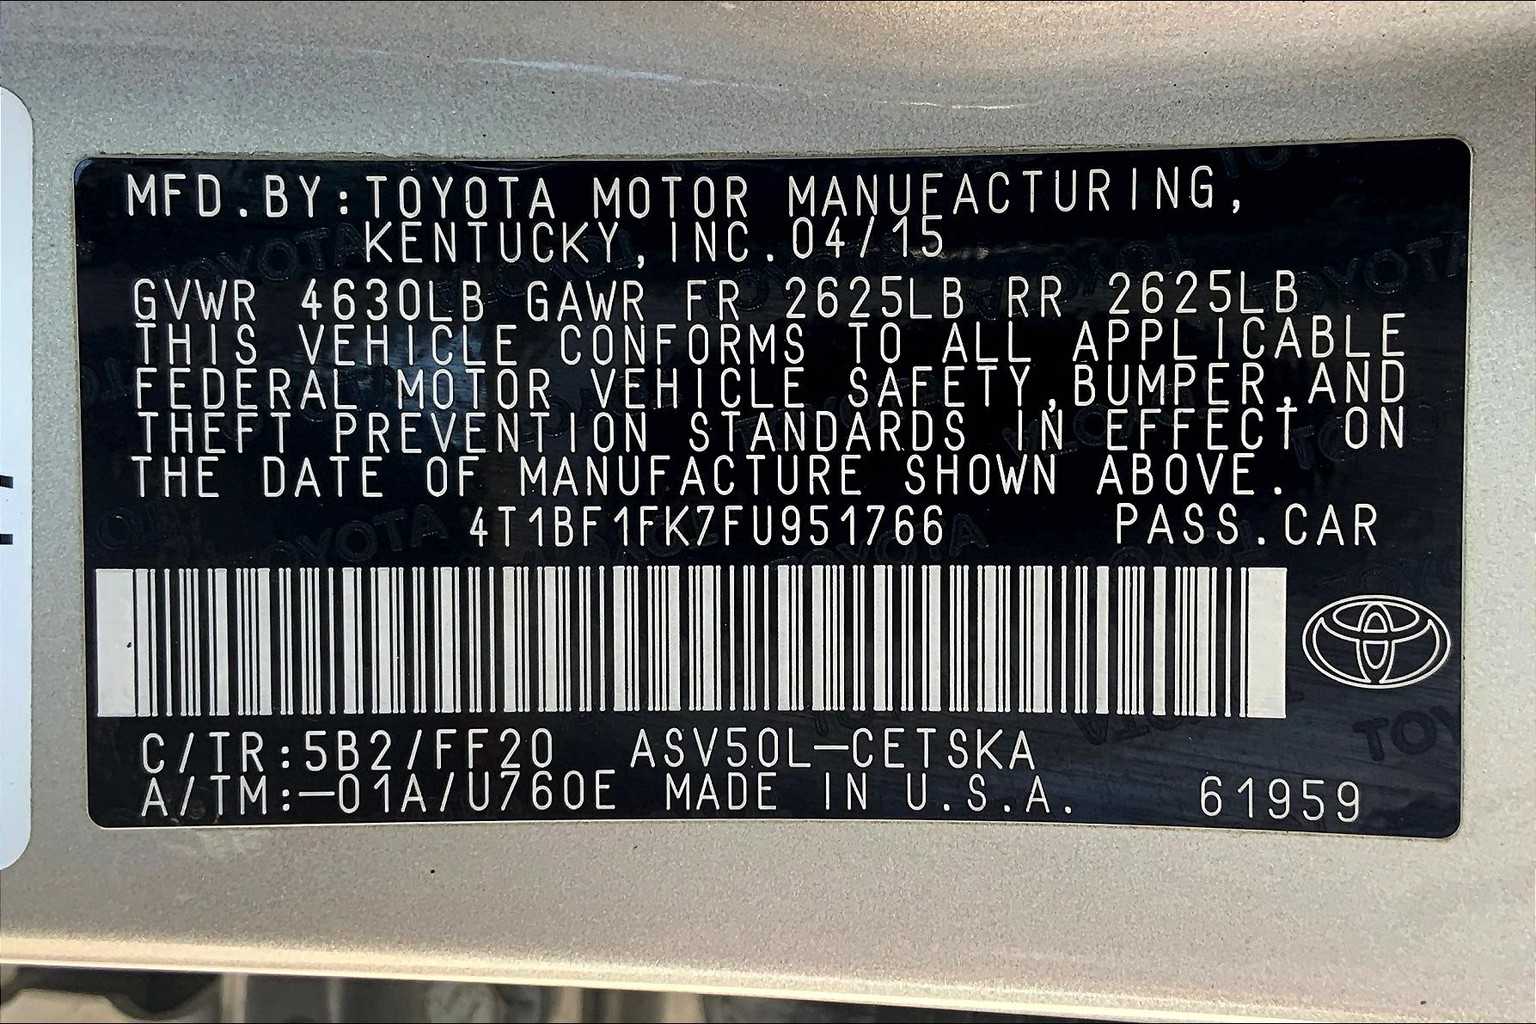 MFD.BY:TOYOTA MOTOR MANUFACTURING,
KENTUCKY,INC.04/15
GVWR 4630LB GAWR FR 2625LB RR 2625LB
THIS VEHICLE CONFORMS TO ALL APPLICABLE
FEDERAL MOTOR VEHICLE SAFETY,BUMPER,AND
THEFT PREVENTION STANDARDS IN EFFECT ON
THE DATE OF MANUFACTURE SHOWN ABOVE.
4T1BF1FK7FU951766 PASS.CAR
C/TR:5B2/FF20 ASV50L-CETSKA
A/TM:-01A/U760E MADE IN U.S.A. 61959